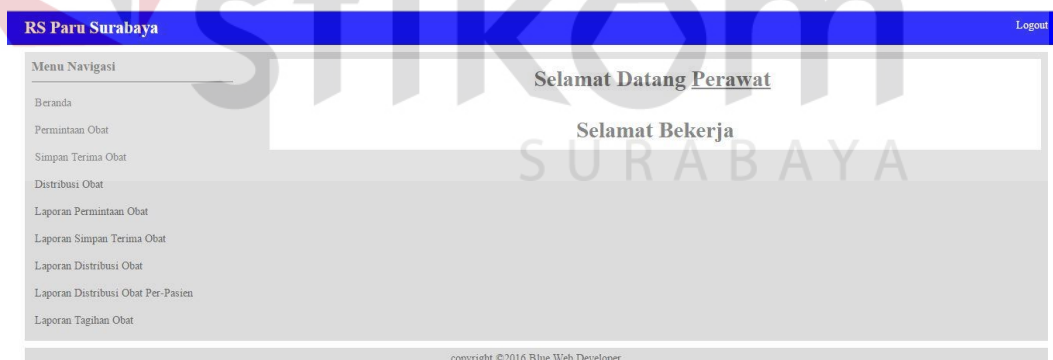 RS Paru Surabaya
Logout
Menu Navigasi
Beranda
Permintaan Obat
Simpan Terima Obat
Distribusi Obat
Laporan Permintaan Obat
Laporan Simpan Terima Obat
Laporan Distribusi Obat
Laporan Distribusi Obat Per-Pasien
Laporan Tagihan Obat
Selamat Datang Perawat
Selamat Bekerja
stikom
SURABAYA
copyright ©2016 Blue Web Developer